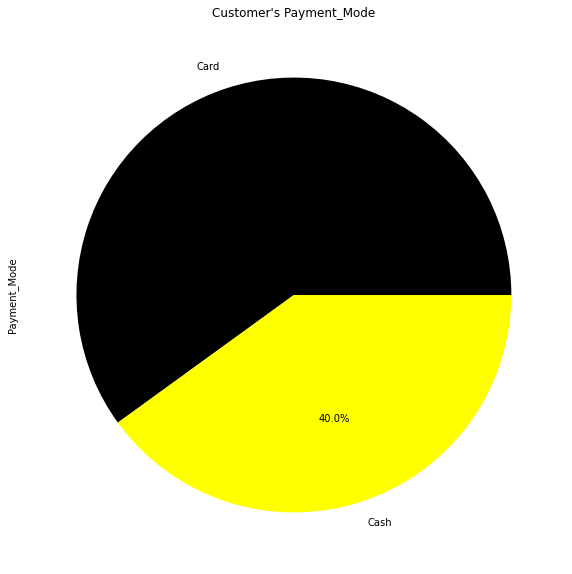 Customer's Payment_Mode
Card
Payment_Mode
40.0%
Cash